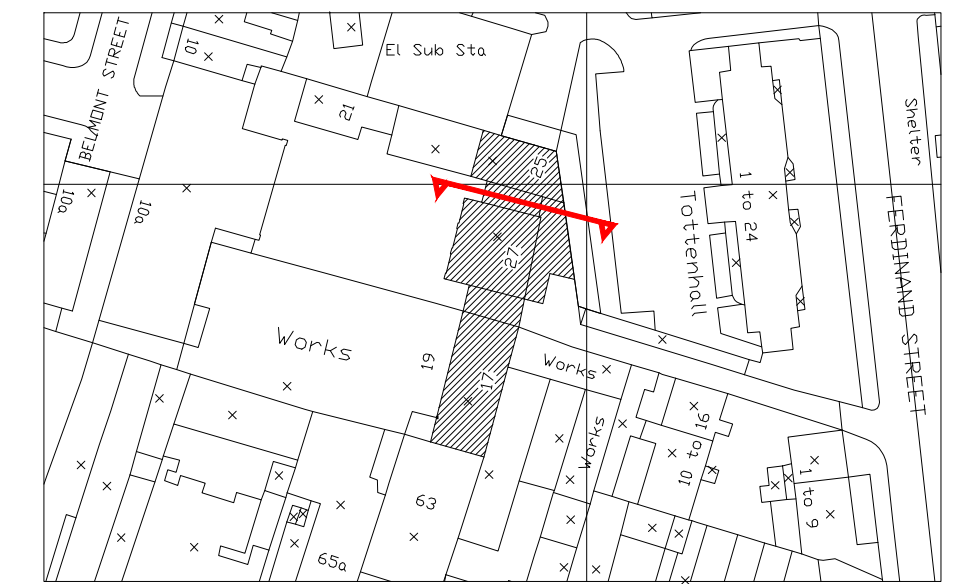 El Sub Sta
10
BELMONT STREET
21
25
Shelter
10a
10a
1 to 24
Tottenhall
27
FERDINAND STREET
Works
19
Works
17
Works
10 to 16
63
1 to 9
65a